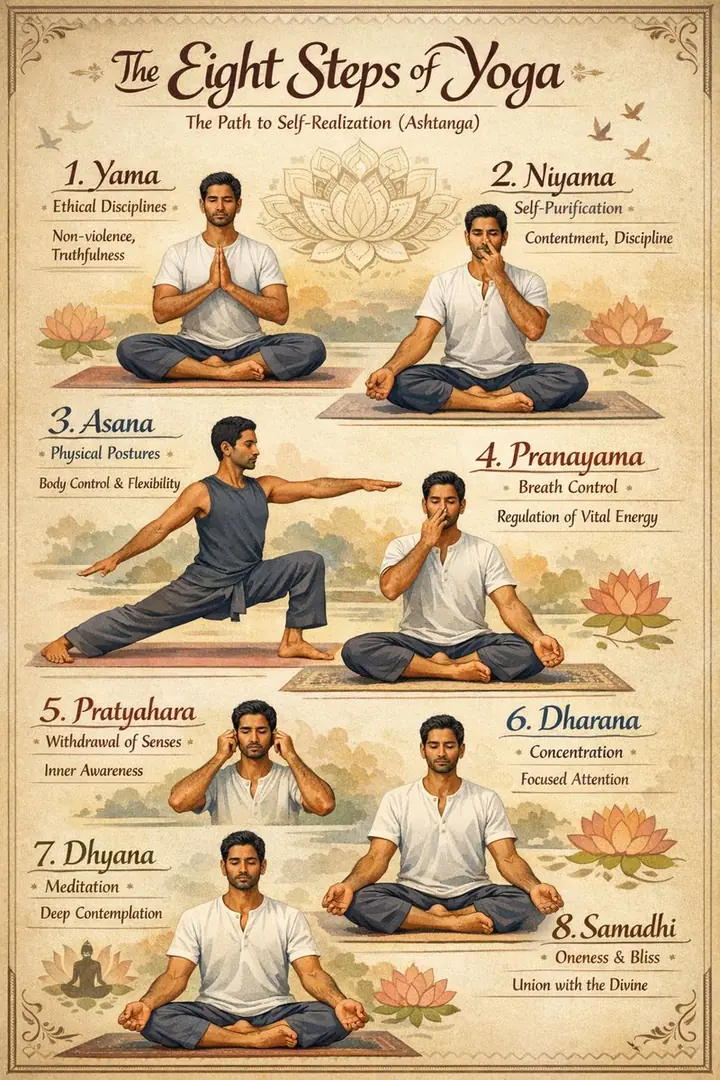 The Eight Steps of Yoga
The Path to Self-Realization (Ashtanga)
1. Yama
Ethical Disciplines
Non-violence,
Truthfulness
2. Niyama
Self-Purification
Contentment, Discipline
3. Asana
Physical Postures
Body Control & Flexibility
4. Pranayama
Breath Control
Regulation of Vital Energy
5. Pratyahara
Withdrawal of Senses
Inner Awareness
6. Dharana
Concentration
Focused Attention
7. Dhyana
Meditation
Deep Contemplation
8. Samadhi
Oneness & Bliss
Union with the Divine